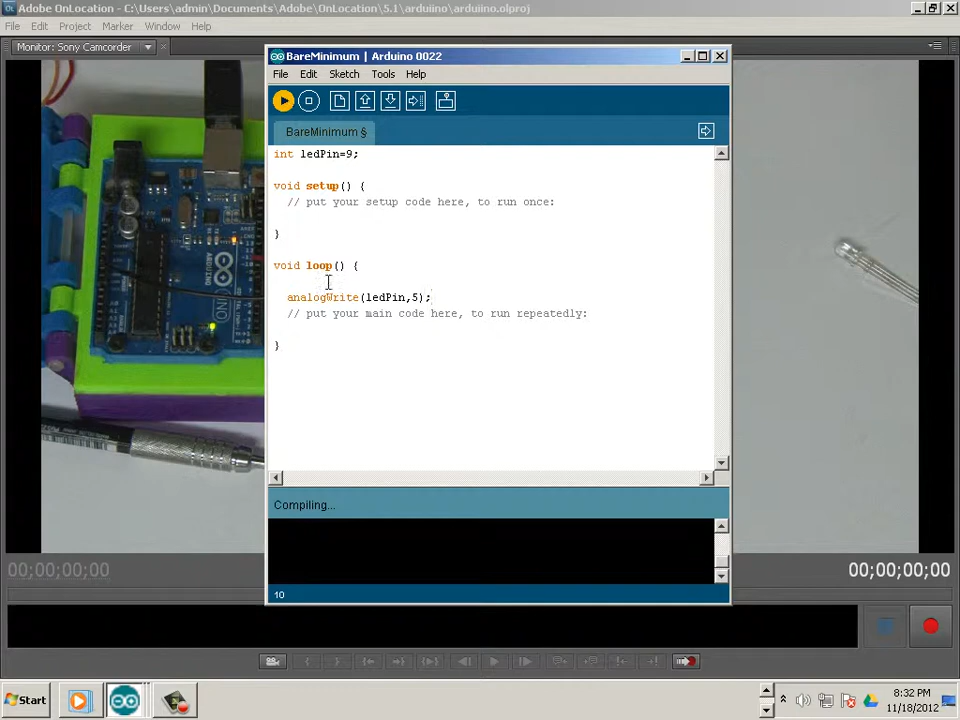 Adobe OnLocation - C:\Users\admin\Documents\Adobe\OnLocation\5.1\arduiino\arduiino.olproj
File Edit Project Marker Window Help
Monitor: Sony Camcorder
BareMinimum | Arduino 0022
File Edit Sketch Tools Help
BareMinimum §
int ledPin=9;
void setup() {
// put your setup code here, to run once:
}
void loop() {
analogWrite(ledPin,5);
// put your main code here, to run repeatedly:
}
Compiling...
10
ARDUINO
UNO
00;00;00;00
00;00;00;00
Start
8:32 PM
11/18/2012